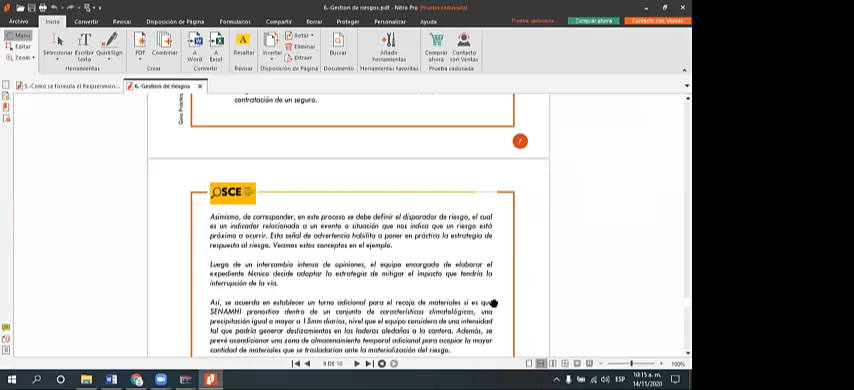 6.-Gestion de riesgos.pdf - Nitro Pro (Prueba caducada)
Archivo Inicio Convertir Revisar Disposición de Página Formularios Compartir Borrar Proteger Personalizar Ayuda Prueba caducada Comprar ahora Contacto con Ventas
Mano
Editar
Zoom
Seleccionar Escribir texto QuickSign PDF Combinar A Word A Excel Resaltar Insertar Rotar Eliminar Extraer Buscar Añadir herramientas Comprar ahora Contacto con Ventas
Herramientas Crear Convertir Revisar Disposición de Página Documento Herramientas favoritas Prueba caducada
5.-Como se formula el Requerimien... 6.-Gestion de riesgos
Guía Práctica
contratación de un seguro.
7
OSCE
Asimismo, de corresponder, en este proceso se debe definir el disparador de riesgo, el cual
es un indicador relacionado a un evento o situación que nos indica que un riesgo está
próximo a ocurrir. Esta señal de advertencia habilita a poner en práctica la estrategia de
respuesta al riesgo. Veamos estos conceptos en el ejemplo.
Luego de un intercambio intenso de opiniones, el equipo encargado de elaborar el
expediente técnico decide adoptar la estrategia de mitigar el impacto que tendría la
interrupción de la vía.
Así, se acuerda en establecer un turno adicional para el recojo de materiales si es que
SENAMHI pronostica dentro de un conjunto de características climatológicas, una
precipitación igual o mayor a 15mm diarios, nivel que el equipo considera de una intensidad
tal que podría generar deslizamientos en las laderas aledañas a la cantera. Además, se
prevé acondicionar una zona de almacenamiento temporal adicional para acopiar la mayor
cantidad de materiales que se trasladarían ante la materialización del riesgo.
9 DE 10
100%
ESP
10:15 a. m.
14/11/2020